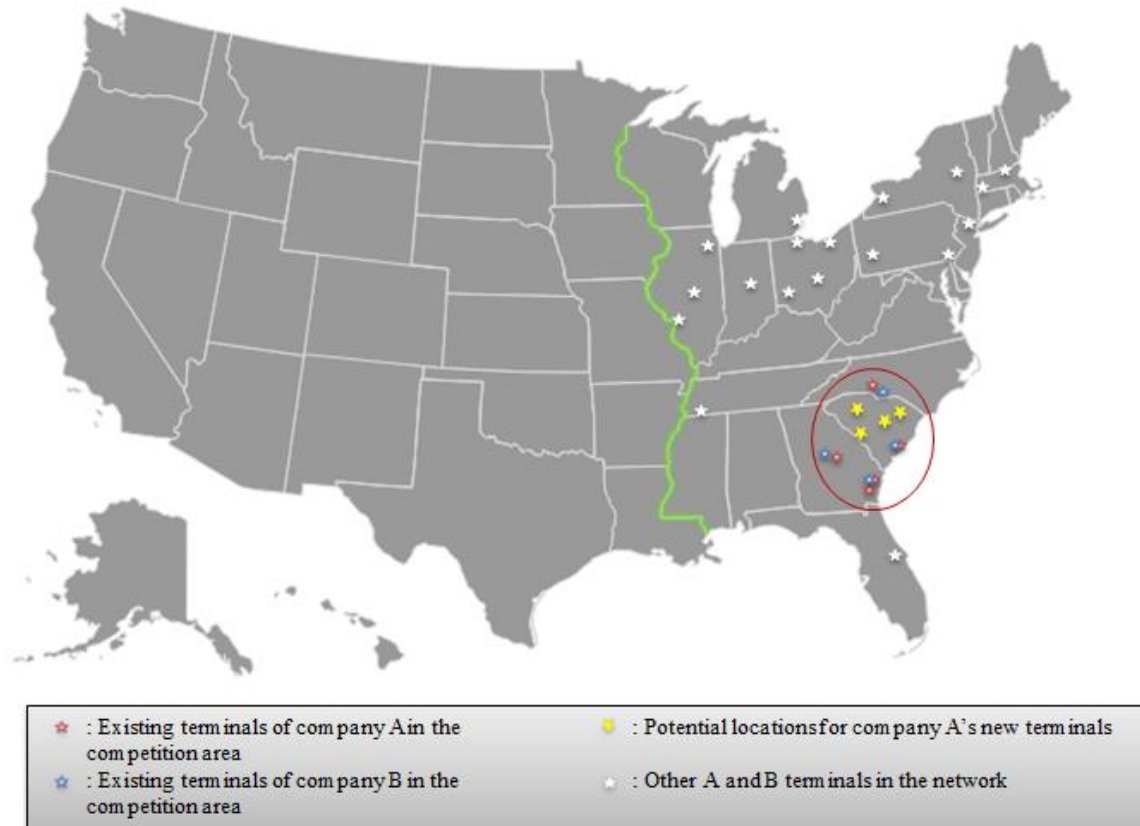 : Existing terminals of company A in the
competition area
: Potential locations for company A's new terminals
: Existing terminals of company B in the
competition area
: Other A and B terminals in the network